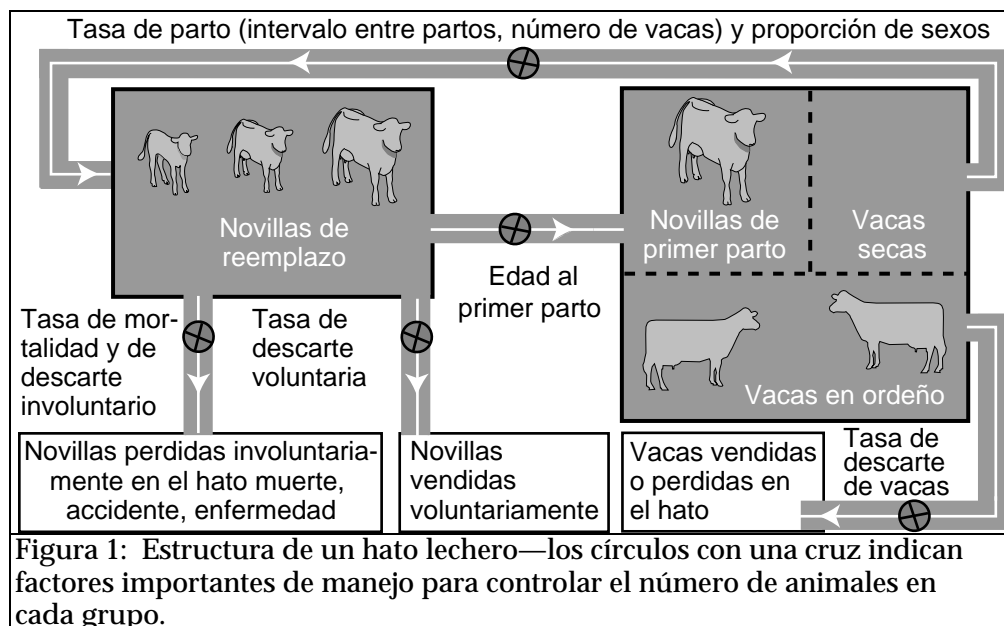 Tasa de parto (intervalo entre partos, número de vacas) y proporción de sexos
Novillas de
reemplazo
Novillas de
primer parto
Vacas
secas
Edad al
primer parto
Tasa de mor-
talidad y de
descarte
involuntario
Tasa de
descarte
voluntaria
Vacas en ordeño
Novillas perdidas involuntaria-
mente en el hato muerte,
accidente, enfermedad
Novillas
vendidas
voluntariamente
Vacas vendidas
o perdidas en
el hato
Tasa de
descarte
de vacas
Figura 1: Estructura de un hato lechero—los círculos con una cruz indican
factores importantes de manejo para controlar el número de animales en
cada grupo.